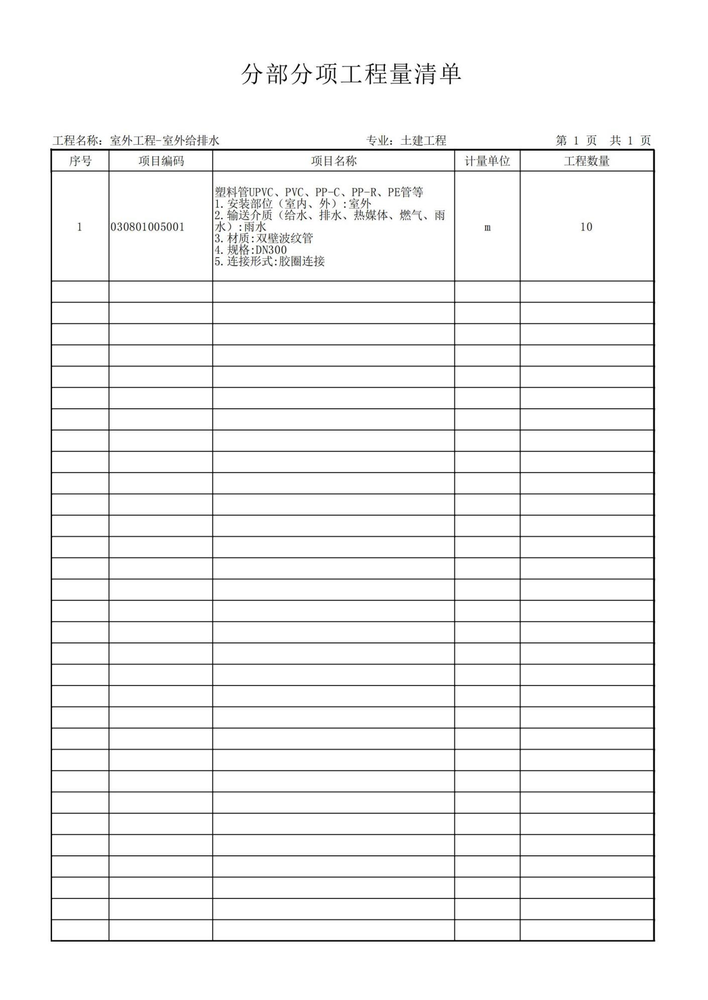 分部分项工程量清单
工程名称：室外工程-室外给排水 专业：土建工程 第 1 页 共 1 页
序号 项目编码 项目名称 计量单位 工程数量
1 030801005001 塑料管UPVC、PVC、PP-C、PP-R、PE管等
1.安装部位（室内、外）:室外
2.输送介质（给水、排水、热媒体、燃气、雨
水）:雨水
3.材质:双壁波纹管
4.规格:DN300
5.连接形式:胶圈连接
m 10